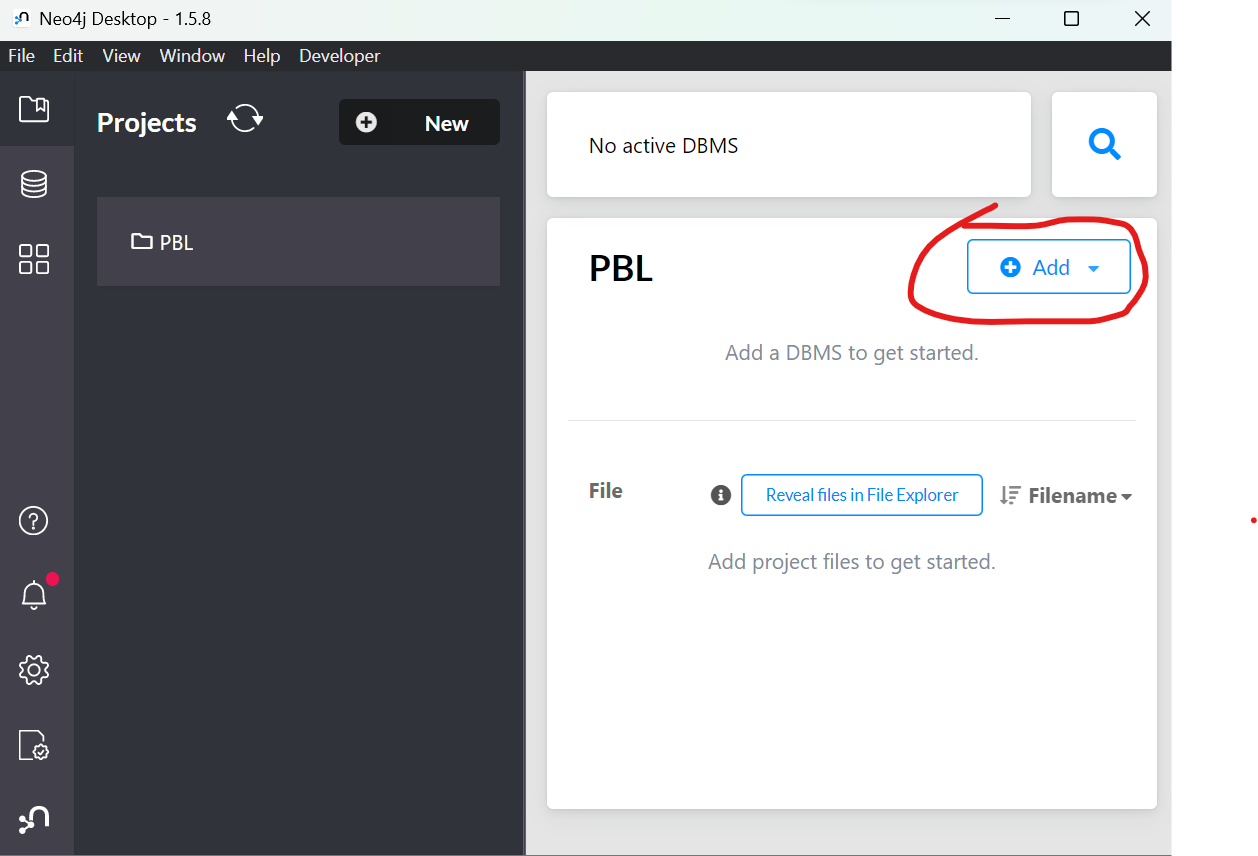 Neo4j Desktop - 1.5.8
File Edit View Window Help Developer
Projects
New
PBL
No active DBMS
PBL
Add
Add a DBMS to get started.
File
Reveal files in File Explorer
Filename
Add project files to get started.